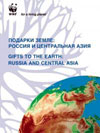 WWF
for a living planet
ПОДАРКИ ЗЕМЛЕ:
РОССИЯ И ЦЕНТРАЛЬНАЯ АЗИЯ
GIFTS TO THE EARTH:
RUSSIA AND CENTRAL ASIA